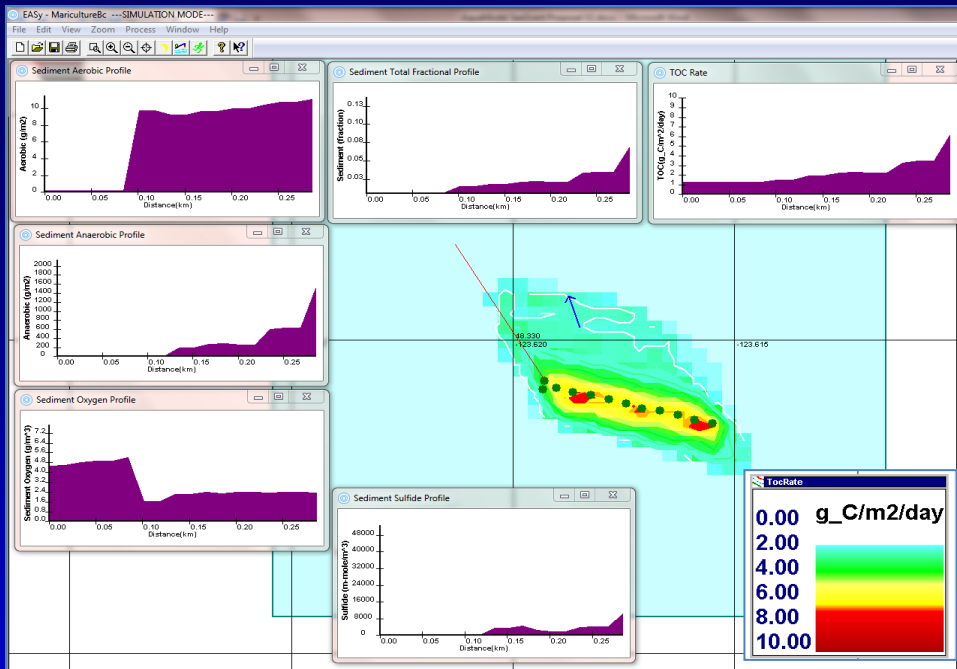 EASy - MaricultureBc ---SIMULATION MODE---
File Edit View Zoom Process Window Help
Sediment Aerobic Profile
Aerobic (g/m2)
10
8
6
4
2
0
0.00 0.05 0.10 0.15 0.20 0.25
Distance(km)
Sediment Total Fractional Profile
Sediment (fraction)
0.13
0.10
0.08
0.05
0.03
0.00 0.05 0.10 0.15 0.20 0.25
Distance(km)
TOC Rate
TOC(g_C/m^2/day)
10
9
8
7
6
5
4
3
2
1
0
0.00 0.05 0.10 0.15 0.20 0.25
Distance(km)
Sediment Anaerobic Profile
Anaerobic (g/m2)
2000
1800
1600
1400
1200
1000
800
600
400
200
0
0.00 0.05 0.10 0.15 0.20 0.25
Distance(km)
48.330
-123.620
-123.615
Sediment Oxygen Profile
Sediment Oxygen (g/m^3)
7.2
6.4
5.6
4.8
4.0
3.2
2.4
1.6
0.8
0.0
0.00 0.05 0.10 0.15 0.20 0.25
Distance(km)
Sediment Sulfide Profile
Sulfide (m-mole/m^3)
48000
40000
32000
24000
16000
8000
0
0.00 0.05 0.10 0.15 0.20 0.25
Distance(km)
TocRate
g_C/m2/day
0.00
2.00
4.00
6.00
8.00
10.00